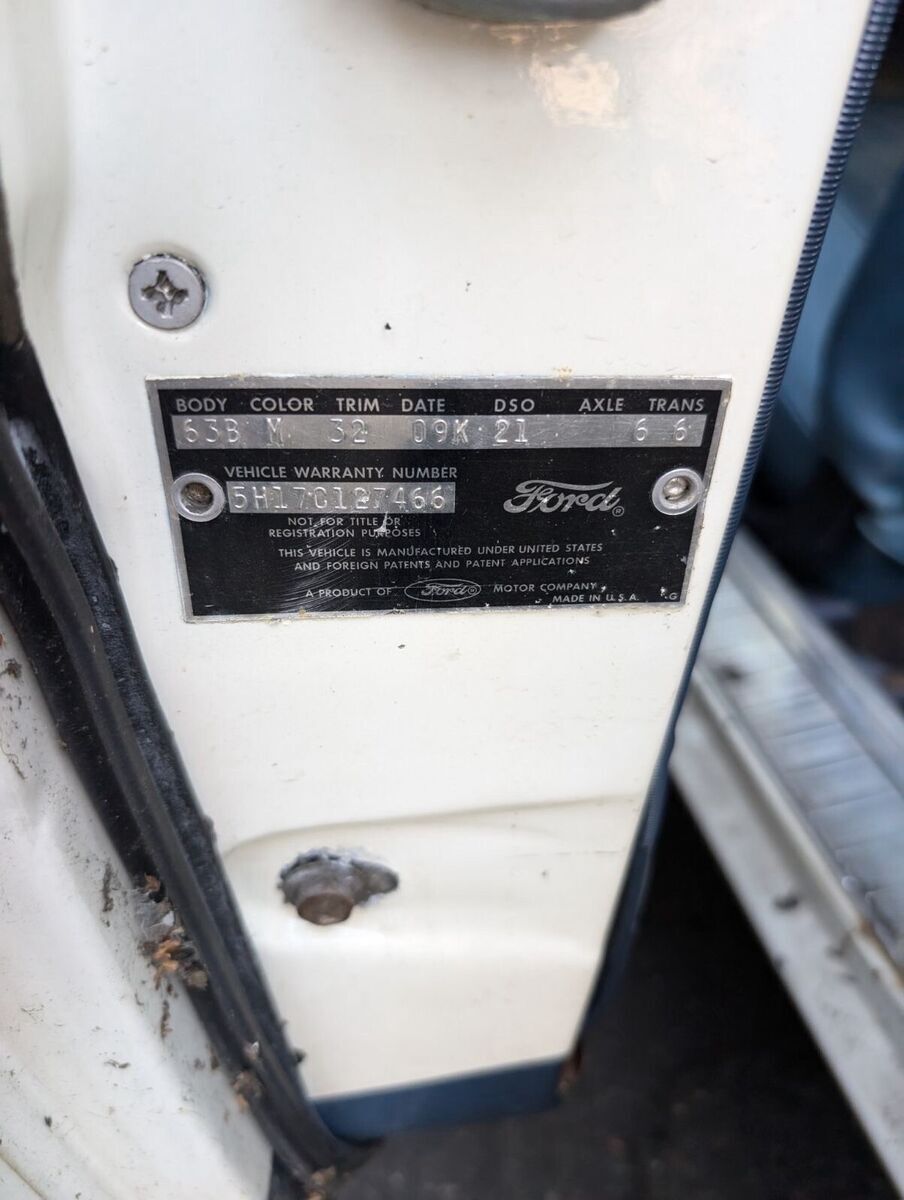 BODY COLOR TRIM DATE DSO AXLE TRANS
63B M 32 09K 21 6 6
VEHICLE WARRANTY NUMBER
5H17C127466
Ford
NOT FOR TITLE OR
REGISTRATION PURPOSES
THIS VEHICLE IS MANUFACTURED UNDER UNITED STATES
AND FOREIGN PATENTS AND PATENT APPLICATIONS
A PRODUCT OF Ford MOTOR COMPANY
MADE IN U.S.A. G